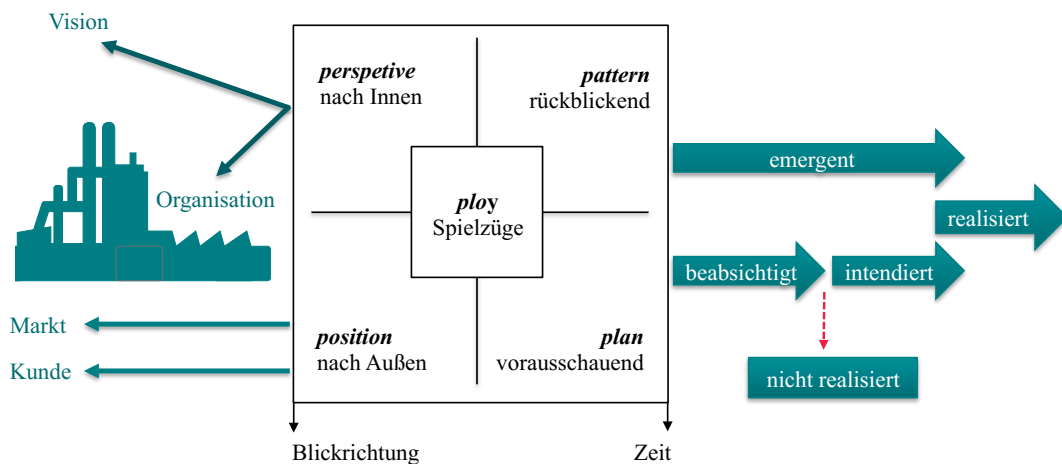 Vision
perspetive
nach Innen
pattern
rückblickend
Organisation
ploy
Spielzüge
emergent
realisiert
beabsichtigt
intendiert
Markt
Kunde
position
nach Außen
plan
vorausschauend
nicht realisiert
Blickrichtung
Zeit